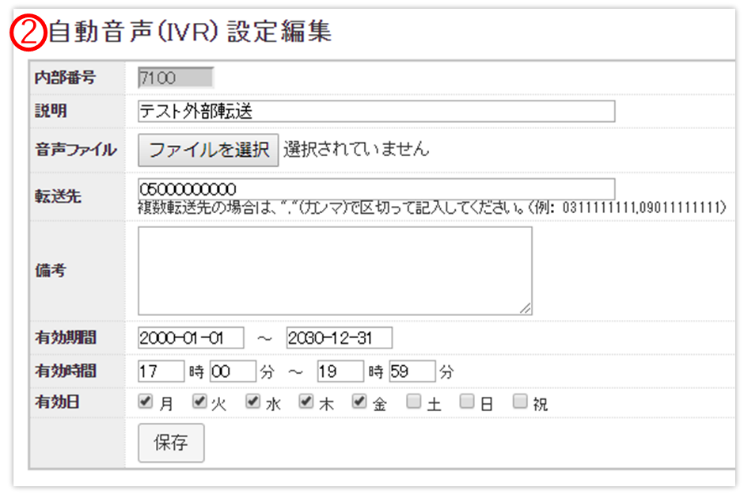 ② 自動音声(IVR) 設定編集
内部番号 7100
説明 テスト外部転送
音声ファイル ファイルを選択 選択されていません
転送先 05000000000
複数転送先の場合は、","(カンマ)で区切って記入してください。(例: 0311111111,09011111111)
備考
有効期間 2000-01-01 ～ 2030-12-31
有効時間 17 時 00 分 ～ 19 時 59 分
有効日 月 火 水 木 金 土 日 祝
保存